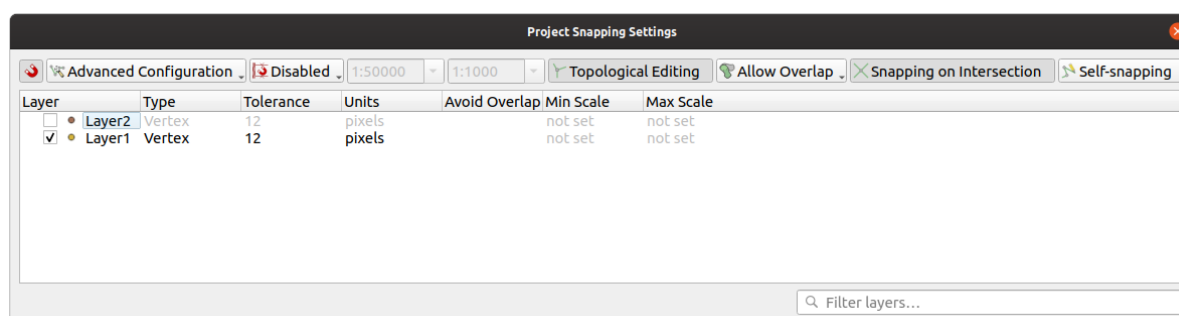 Project Snapping Settings
Advanced Configuration Disabled 1:50000 1:1000 Topological Editing Allow Overlap Snapping on Intersection Self-snapping
Layer Type Tolerance Units Avoid Overlap Min Scale Max Scale
Layer2 Vertex 12 pixels not set not set
Layer1 Vertex 12 pixels not set not set
Filter layers...